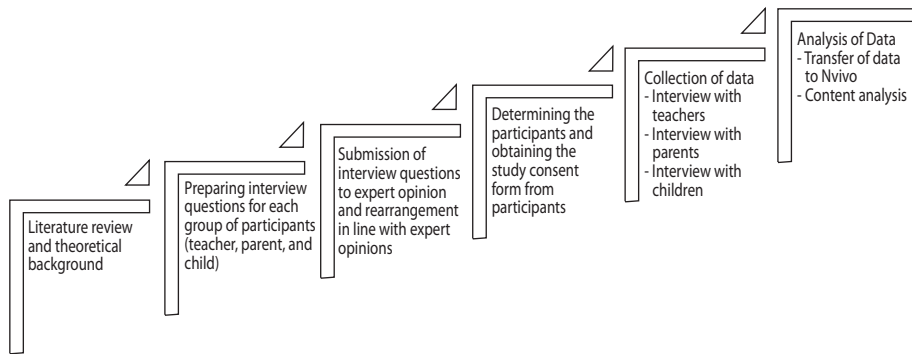 Literature review
and theoretical
background
Preparing interview
questions for each
group of participants
(teacher, parent, and
child)
Submission of
interview questions
to expert opinion
and rearrangement
in line with expert
opinions
Determining the
participants and
obtaining the
study consent
form from
participants
Collection of data
- Interview with
teachers
- Interview with
parents
- Interview with
children
Analysis of Data
- Transfer of data
to Nvivo
- Content analysis